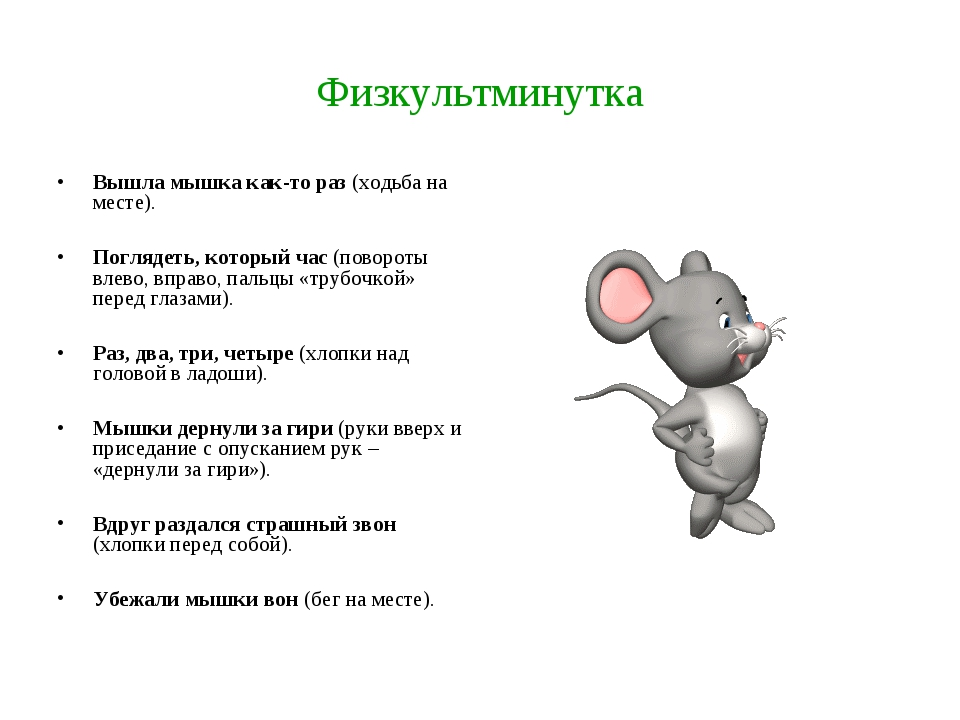 Физкультминутка
• Вышла мышка как-то раз (ходьба на
месте).
• Поглядеть, который час (повороты
влево, вправо, пальцы «трубочкой»
перед глазами).
• Раз, два, три, четыре (хлопки над
головой в ладоши).
• Мышки дернули за гири (руки вверх и
приседание с опусканием рук –
«дернули за гири»).
• Вдруг раздался страшный звон
(хлопки перед собой).
• Убежали мышки вон (бег на месте).